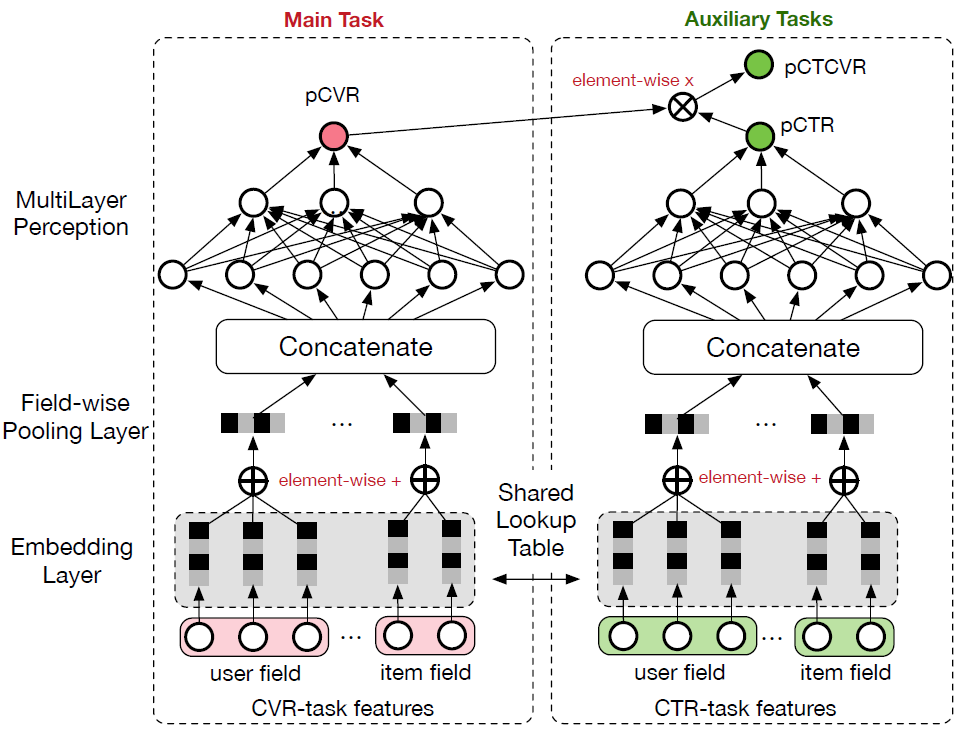 Main Task
Auxiliary Tasks
pCTCVR
element-wise x
pCVR
pCTR
MultiLayer
Perception
Concatenate
Concatenate
Field-wise
Pooling Layer
...
...
element-wise +
element-wise +
Shared
Lookup
Table
Embedding
Layer
...
...
user field
item field
user field
item field
CVR-task features
CTR-task features